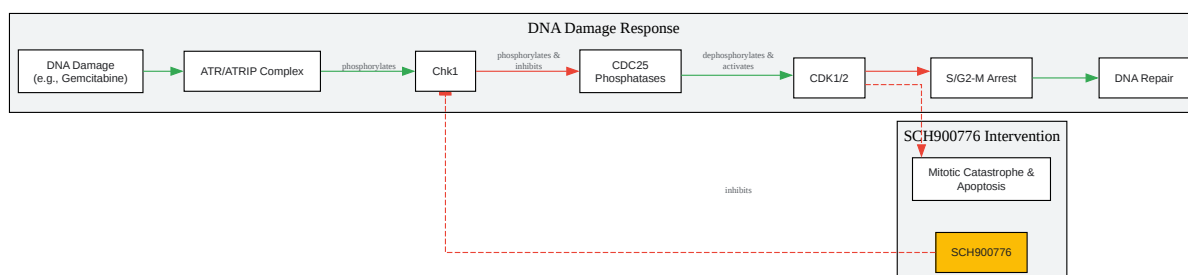 DNA Damage Response
DNA Damage
(e.g., Gemcitabine)
ATR/ATRIP Complex
phosphorylates
Chk1
phosphorylates &
inhibits
CDC25
Phosphatases
dephosphorylates &
activates
CDK1/2
S/G2-M Arrest
DNA Repair
SCH900776 Intervention
Mitotic Catastrophe &
Apoptosis
inhibits
SCH900776